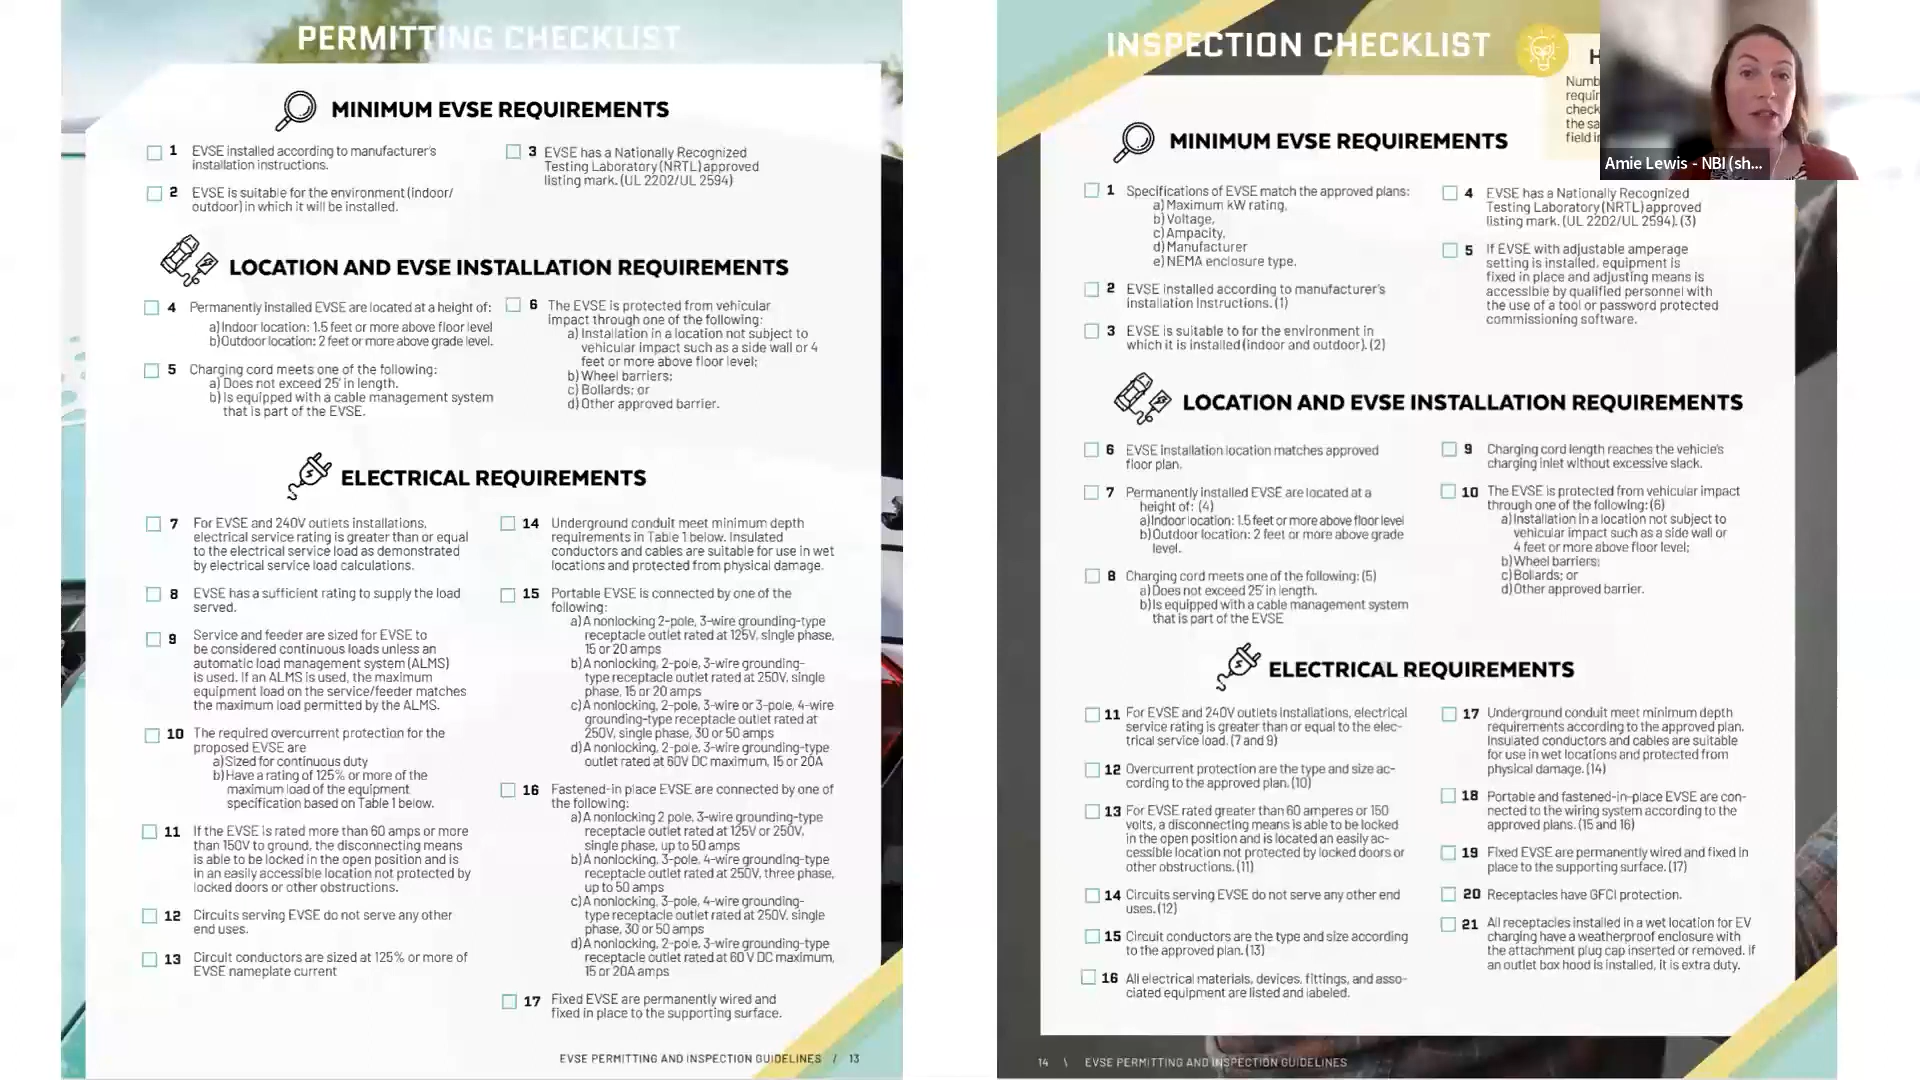 PERMITTING CHECKLIST
MINIMUM EVSE REQUIREMENTS
1 EVSE installed according to manufacturer's
installation instructions.
2 EVSE is suitable for the environment (indoor/
outdoor) in which it will be installed.
3 EVSE has a Nationally Recognized
Testing Laboratory (NRTL) approved
listing mark. (UL 2202/UL 2594)
LOCATION AND EVSE INSTALLATION REQUIREMENTS
4 Permanently installed EVSE are located at a height of:
a) Indoor location: 1.5 feet or more above floor level
b) Outdoor location: 2 feet or more above grade level.
5 Charging cord meets one of the following:
a) Does not exceed 25' in length.
b) Is equipped with a cable management system
that is part of the EVSE.
6 The EVSE is protected from vehicular
impact through one of the following:
a) Installation in a location not subject to
vehicular impact such as a side wall or 4
feet or more above floor level;
b) Wheel barriers;
c) Bollards; or
d) Other approved barrier.
ELECTRICAL REQUIREMENTS
7 For EVSE and 240V outlets installations,
electrical service rating is greater than or equal
to the electrical service load as demonstrated
by electrical service load calculations.
8 EVSE has a sufficient rating to supply the load
served.
9 Service and feeder are sized for EVSE to
be considered continuous loads unless an
automatic load management system (ALMS)
is used. If an ALMS is used, the maximum
equipment load on the service/feeder matches
the maximum load permitted by the ALMS.
10 The required overcurrent protection for the
proposed EVSE are
a) Sized for continuous duty
b) Have a rating of 125% or more of the
maximum load of the equipment
specification based on Table 1 below.
11 If the EVSE is rated more than 60 amps or more
than 150V to ground, the disconnecting means
is able to be locked in the open position and is
in an easily accessible location not protected by
locked doors or other obstructions.
12 Circuits serving EVSE do not serve any other
end uses.
13 Circuit conductors are sized at 125% or more of
EVSE nameplate current
14 Underground conduit meet minimum depth
requirements in Table 1 below. Insulated
conductors and cables are suitable for use in wet
locations and protected from physical damage.
15 Portable EVSE is connected by one of the
following:
a) A nonlocking 2-pole, 3-wire grounding-type
receptacle outlet rated at 125V, single phase,
15 or 20 amps
b) A nonlocking, 2-pole, 3-wire grounding-
type receptacle outlet rated at 250V, single
phase, 15 or 20 amps
c) A nonlocking, 2-pole, 3-wire or 3-pole, 4-wire
grounding-type receptacle outlet rated at
250V, single phase, 30 or 50 amps
d) A nonlocking, 2-pole, 3-wire grounding-type
outlet rated at 60V DC maximum, 15 or 20A
16 Fastened-in place EVSE are connected by one of
the following:
a) A nonlocking 2 pole, 3-wire grounding-type
receptacle outlet rated at 125V or 250V,
single phase, up to 50 amps
b) A nonlocking, 3-pole, 4-wire grounding-type
receptacle outlet rated at 250V, three phase,
up to 50 amps
c) A nonlocking, 3-pole, 4-wire grounding-
type receptacle outlet rated at 250V, single
phase, 30 or 50 amps
d) A nonlocking, 2-pole, 3-wire grounding-type
receptacle outlet rated at 60 V DC maximum,
15 or 20A amps
17 Fixed EVSE are permanently wired and
fixed in place to the supporting surface.
EVSE PERMITTING AND INSPECTION GUIDELINES / 13
INSPECTION CHECKLIST
Amie Lewis - NBI (sh...
MINIMUM EVSE REQUIREMENTS
1 Specifications of EVSE match the approved plans:
a) Maximum kW rating,
b) Voltage,
c) Ampacity,
d) Manufacturer
e) NEMA enclosure type.
2 EVSE installed according to manufacturer's
installation instructions. (1)
3 EVSE is suitable to for the environment in
which it is installed (indoor and outdoor). (2)
4 EVSE has a Nationally Recognized
Testing Laboratory (NRTL) approved
listing mark. (UL 2202/UL 2594). (3)
5 If EVSE with adjustable amperage
setting is installed, equipment is
fixed in place and adjusting means is
accessible by qualified personnel with
the use of a tool or password protected
commissioning software.
LOCATION AND EVSE INSTALLATION REQUIREMENTS
6 EVSE installation location matches approved
floor plan.
7 Permanently installed EVSE are located at a
height of: (4)
a) Indoor location: 1.5 feet or more above floor level
b) Outdoor location: 2 feet or more above grade
level.
8 Charging cord meets one of the following: (5)
a) Does not exceed 25' in length.
b) Is equipped with a cable management system
that is part of the EVSE
9 Charging cord length reaches the vehicle's
charging inlet without excessive slack.
10 The EVSE is protected from vehicular impact
through one of the following: (6)
a) Installation in a location not subject to
vehicular impact such as a side wall or
4 feet or more above floor level;
b) Wheel barriers;
c) Bollards; or
d) Other approved barrier.
ELECTRICAL REQUIREMENTS
11 For EVSE and 240V outlets installations, electrical
service rating is greater than or equal to the elec-
trical service load. (7 and 9)
12 Overcurrent protection are the type and size ac-
cording to the approved plan. (10)
13 For EVSE rated greater than 60 amperes or 150
volts, a disconnecting means is able to be locked
in the open position and is located an easily ac-
cessible location not protected by locked doors or
other obstructions. (11)
14 Circuits serving EVSE do not serve any other end
uses. (12)
15 Circuit conductors are the type and size according
to the approved plan. (13)
16 All electrical materials, devices, fittings, and asso-
ciated equipment are listed and labeled.
17 Underground conduit meet minimum depth
requirements according to the approved plan.
Insulated conductors and cables are suitable
for use in wet locations and protected from
physical damage. (14)
18 Portable and fastened-in-place EVSE are con-
nected to the wiring system according to the
approved plans. (15 and 16)
19 Fixed EVSE are permanently wired and fixed in
place to the supporting surface. (17)
20 Receptacles have GFCI protection.
21 All receptacles installed in a wet location for EV
charging have a weatherproof enclosure with
the attachment plug cap inserted or removed. If
an outlet box hood is installed, it is extra duty.
14 \ EVSE PERMITTING AND INSPECTION GUIDELINES